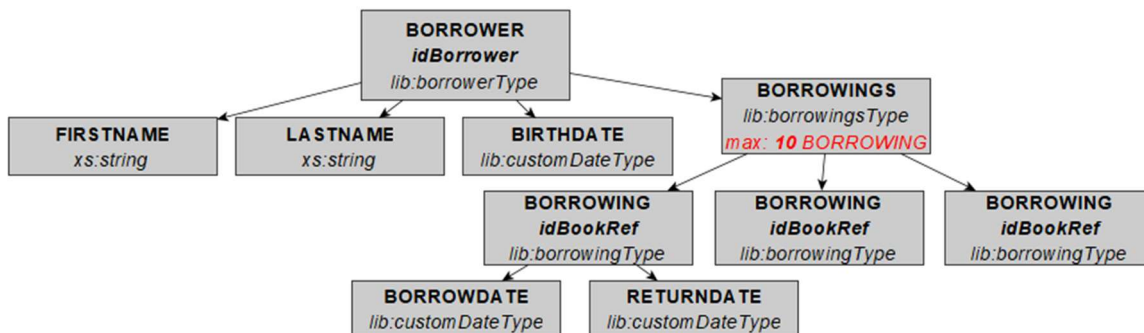 BORROWER
idBorrower
lib:borrowerType
BORROWINGS
lib:borrowingsType
max: 10 BORROWING
FIRSTNAME
xs:string
LASTNAME
xs:string
BIRTHDATE
lib:customDateType
BORROWING
idBookRef
lib:borrowingType
BORROWING
idBookRef
lib:borrowingType
BORROWING
idBookRef
lib:borrowingType
BORROWDATE
lib:customDateType
RETURNDATE
lib:customDateType